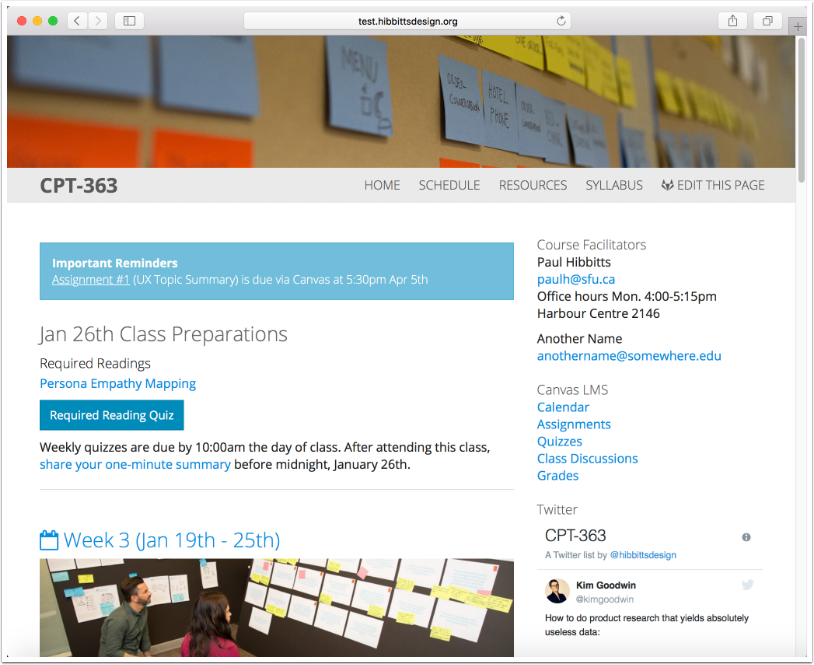 test.hibbittsdesign.org
MENU
HOTEL
PHONE
CPT-363
HOME SCHEDULE RESOURCES SYLLABUS EDIT THIS PAGE
Important Reminders
Assignment #1 (UX Topic Summary) is due via Canvas at 5:30pm Apr 5th
Jan 26th Class Preparations
Required Readings
Persona Empathy Mapping
Required Reading Quiz
Weekly quizzes are due by 10:00am the day of class. After attending this class,
share your one-minute summary before midnight, January 26th.
Week 3 (Jan 19th - 25th)
Course Facilitators
Paul Hibbitts
paulh@sfu.ca
Office hours Mon. 4:00-5:15pm
Harbour Centre 2146
Another Name
anothername@somewhere.edu
Canvas LMS
Calendar
Assignments
Quizzes
Class Discussions
Grades
Twitter
CPT-363
A Twitter list by @hibbittsdesign
Kim Goodwin
@kimgoodwin
How to do product research that yields absolutely
useless data: